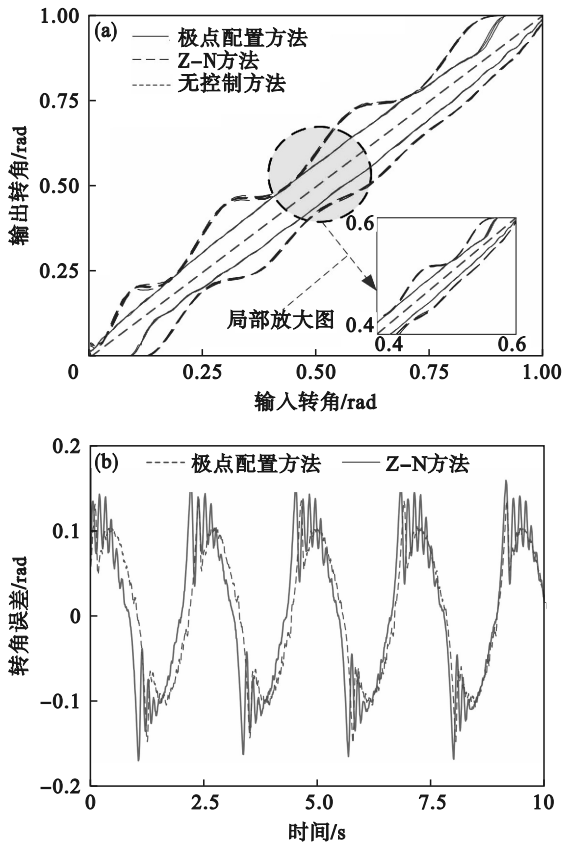 (a)
极点配置方法
Z-N方法
无控制方法
1.00
0.75
0.50
0.25
0
输出转角/rad
0.6
0.4
0.4
0.6
局部放大图
0.25
0.50
0.75
1.00
输入转角/rad
(b)
极点配置方法
Z-N方法
0.2
0.1
0
-0.1
-0.2
转角误差/rad
0
2.5
5.0
7.5
10
时间/s